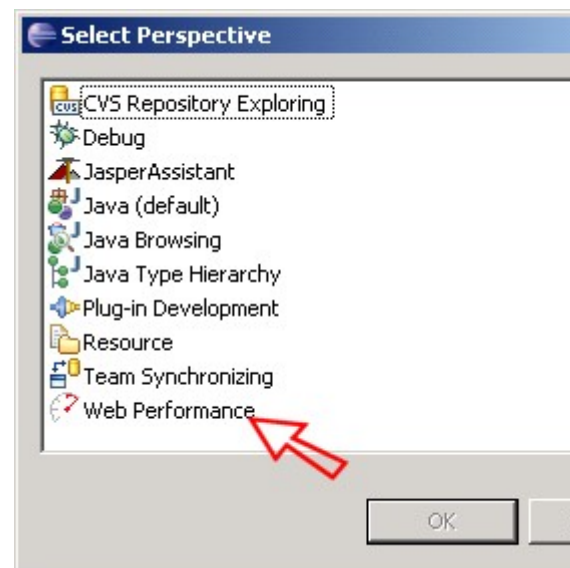 Select Perspective
CVS CVS Repository Exploring
Debug
JasperAssistant
Java (default)
Java Browsing
Java Type Hierarchy
Plug-in Development
Resource
Team Synchronizing
Web Performance
OK